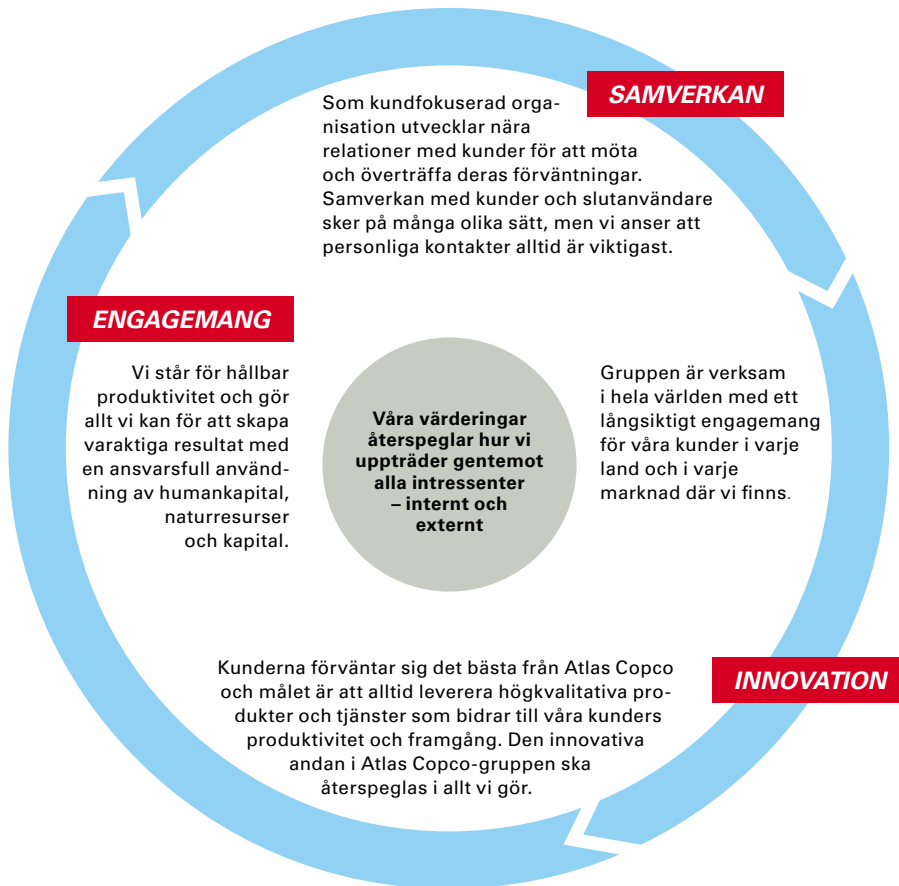 SAMVERKAN
Som kundfokuserad orga-
nisation utvecklar nära
relationer med kunder för att möta
och överträffa deras förväntningar.
Samverkan med kunder och slutanvändare
sker på många olika sätt, men vi anser att
personliga kontakter alltid är viktigast.
ENGAGEMANG
Vi står för hållbar
produktivitet och gör
allt vi kan för att skapa
varaktiga resultat med
en ansvarsfull använd-
ning av humankapital,
naturresurser
och kapital.
Våra värderingar
återspeglar hur vi
uppträder gentemot
alla intressenter
– internt och
externt
Gruppen är verksam
i hela världen med ett
långsiktigt engagemang
för våra kunder i varje
land och i varje
marknad där vi finns.
INNOVATION
Kunderna förväntar sig det bästa från Atlas Copco
och målet är att alltid leverera högkvalitativa pro-
dukter och tjänster som bidrar till våra kunders
produktivitet och framgång. Den innovativa
andan i Atlas Copco-gruppen ska
återspeglas i allt vi gör.